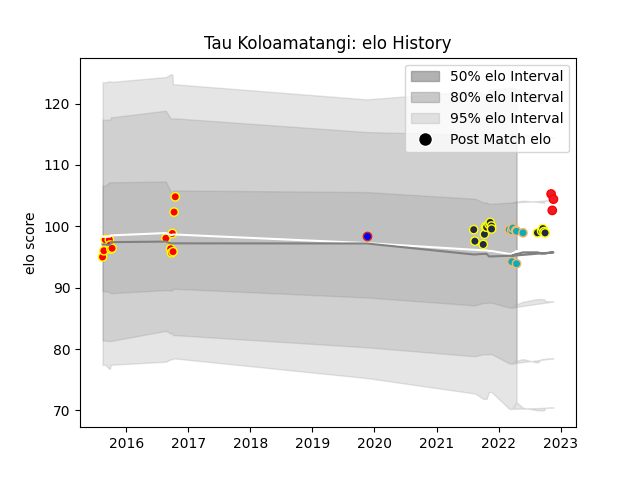 Tau Koloamatangi: elo History
50% elo Interval
80% elo Interval
95% elo Interval
Post Match elo
elo score
120
110
100
90
80
70
2016 2017 2018 2019 2020 2021 2022 2023